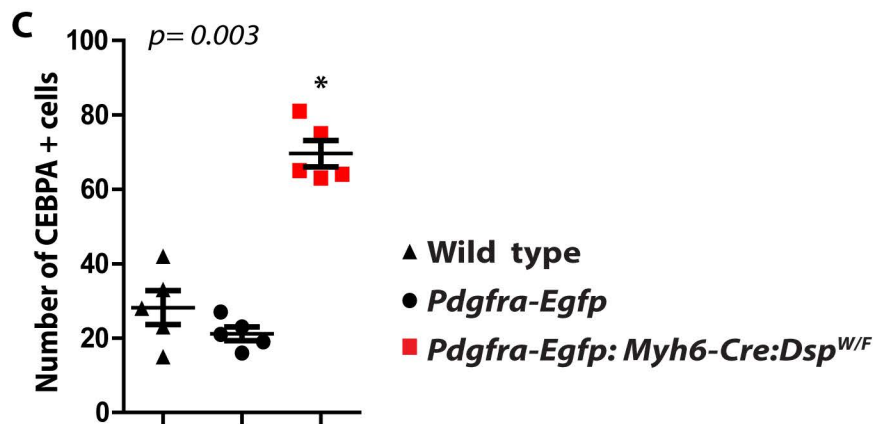 C
p= 0.003
Number of CEBPA + cells
100
80
60
40
20
0
*
Wild type
Pdgfra-Egfp
Pdgfra-Egfp: Myh6-Cre:Dsp^W/F